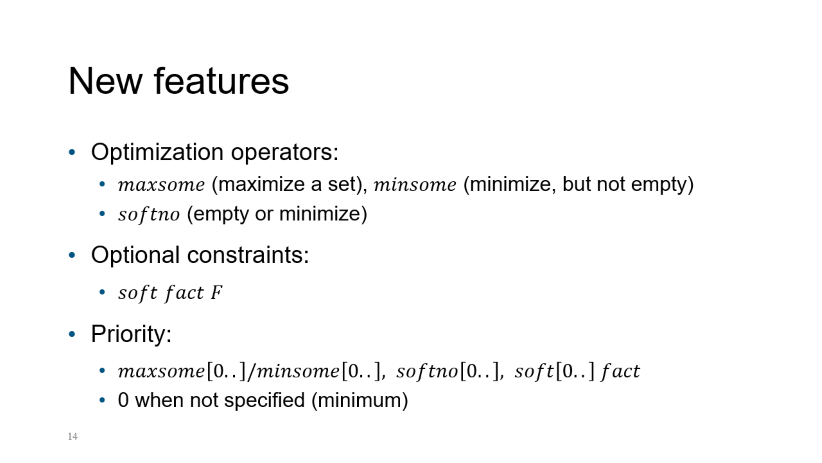 New features
• Optimization operators:
• maxsome (maximize a set), minsome (minimize, but not empty)
• softno (empty or minimize)
• Optional constraints:
• soft fact F
• Priority:
• maxsome[0..]/minsome[0..], softno[0..], soft[0..] fact
• 0 when not specified (minimum)
14